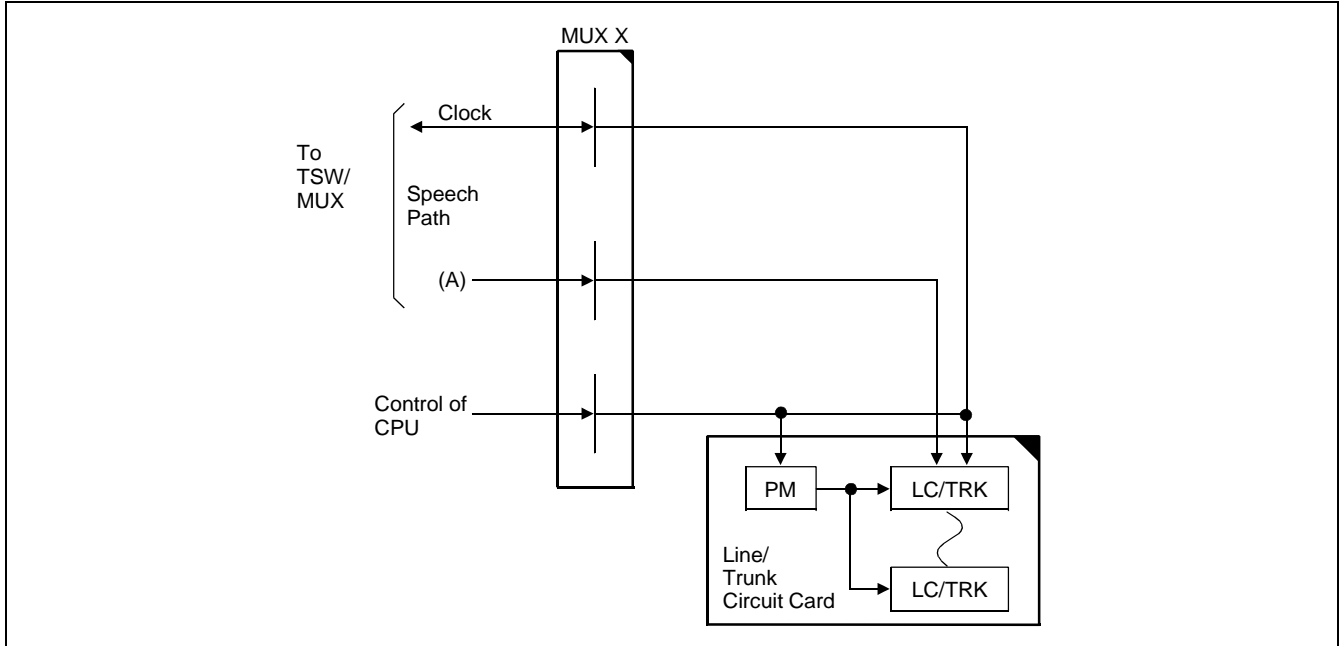 MUX X
Clock
To
TSW/
MUX
Speech
Path
(A)
Control of
CPU
PM
LC/TRK
Line/
Trunk
Circuit Card
LC/TRK